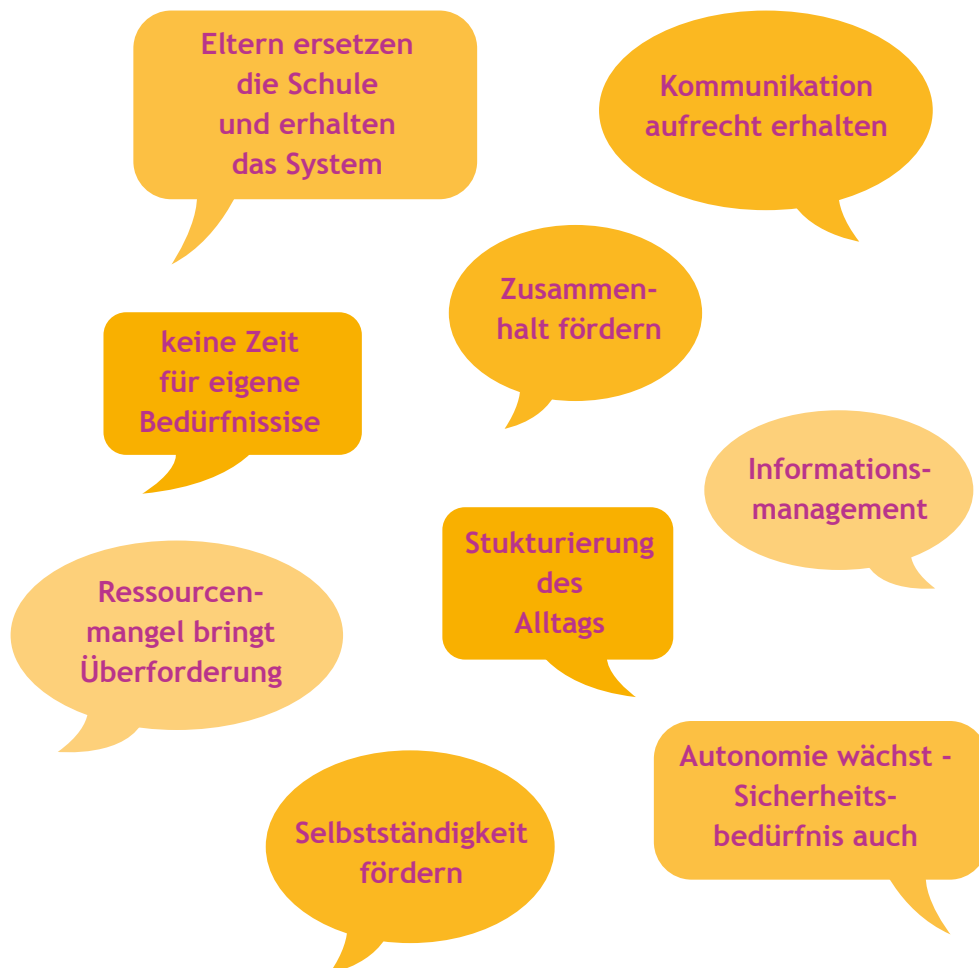 Eltern ersetzen
die Schule
und erhalten
das System
Kommunikation
aufrecht erhalten
Zusammen-
halt fördern
keine Zeit
für eigene
Bedürfnissise
Informations-
management
Stukturierung
des
Alltags
Ressourcen-
mangel bringt
Überforderung
Autonomie wächst -
Sicherheits-
bedürfnis auch
Selbstständigkeit
fördern